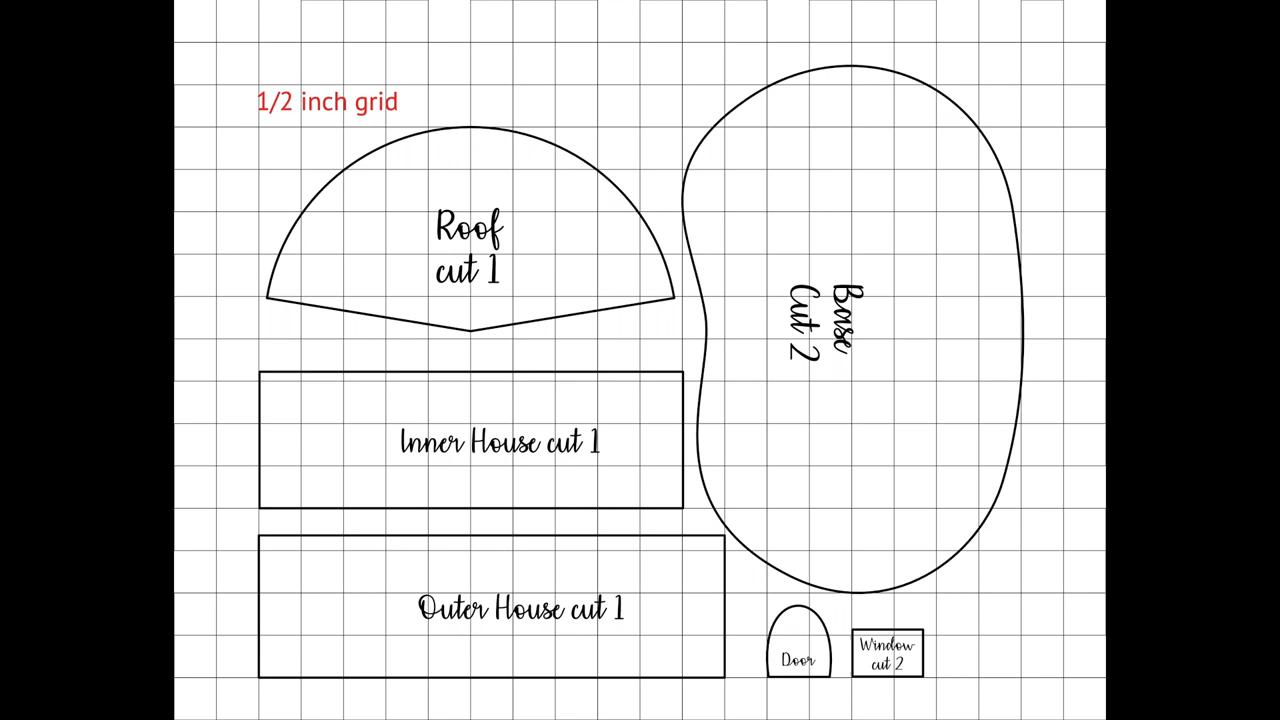 1/2 inch grid
Roof
cut 1
Base
Cut 2
Inner House cut 1
Outer House cut 1
Door
Window
cut 2